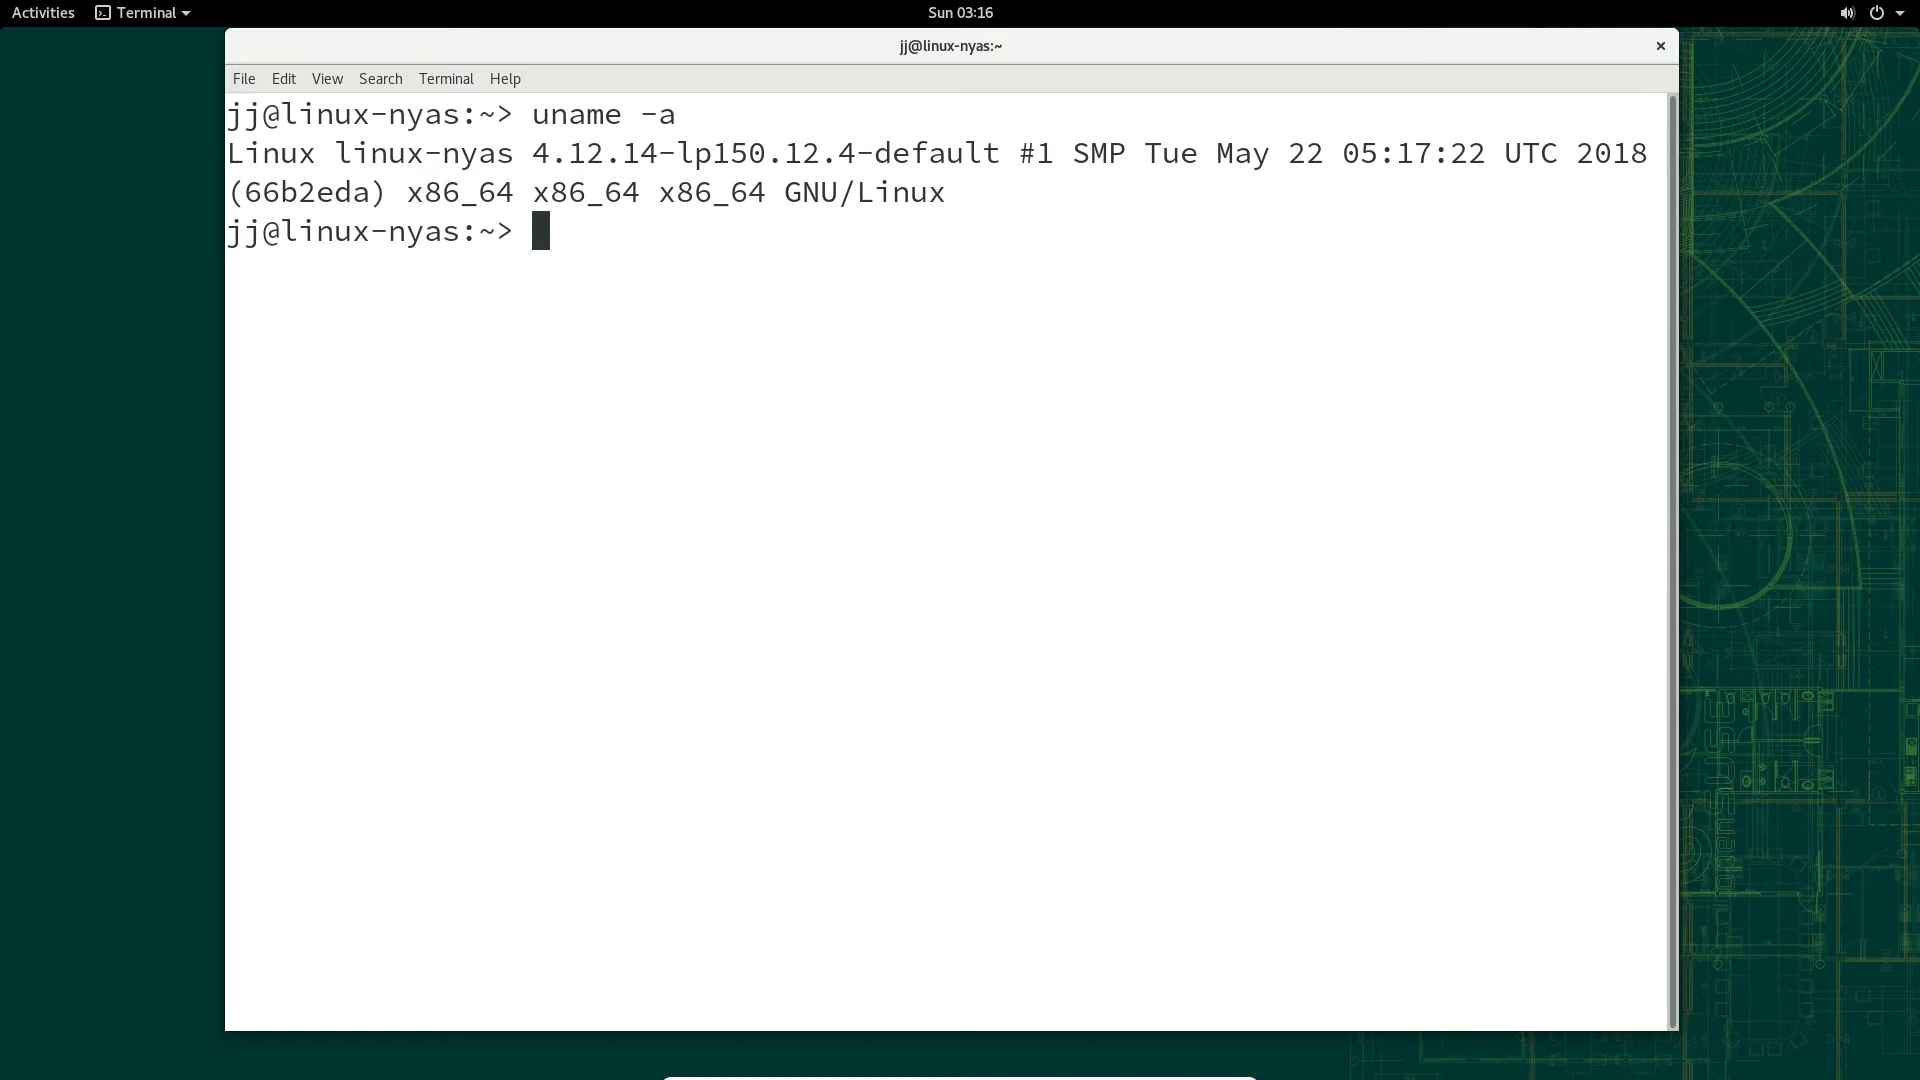 Activities Terminal Sun 03:16
jj@linux-nyas:~
File Edit View Search Terminal Help
jj@linux-nyas:~> uname -a
Linux linux-nyas 4.12.14-lp150.12.4-default #1 SMP Tue May 22 05:17:22 UTC 2018
(66b2eda) x86_64 x86_64 x86_64 GNU/Linux
jj@linux-nyas:~>
openSUSE